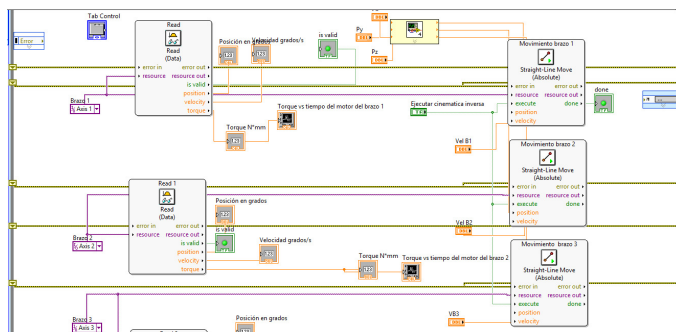 Tab Control
Error
Read
Read
(Data)
error in error out
resource resource out
is valid
position
velocity
torque
Posición en grados
Velocidad grados/s
is valid
Brazo 1
Axis 1
Torque N*mm
Torque vs tiempo del motor del brazo 1
Py
Pz
Ejecutar cinematica inversa
Movimiento brazo 1
Straight-Line Move
(Absolute)
error in error out
resource resource out
execute done
position
velocity
done
Vel B1
Movimiento brazo 2
Straight-Line Move
(Absolute)
error in error out
resource resource out
execute done
position
velocity
Vel B2
Read 1
Read
(Data)
error in error out
resource resource out
is valid
position
velocity
torque
Posición en grados
is valid
Velocidad grados/s
Brazo 2
Axis 2
Torque N*mm
Torque vs tiempo del motor del brazo 2
Movimiento brazo 3
Straight-Line Move
(Absolute)
error in error out
resource resource out
execute done
position
velocity
VB3
Brazo 3
Axis 3
Posición en grados